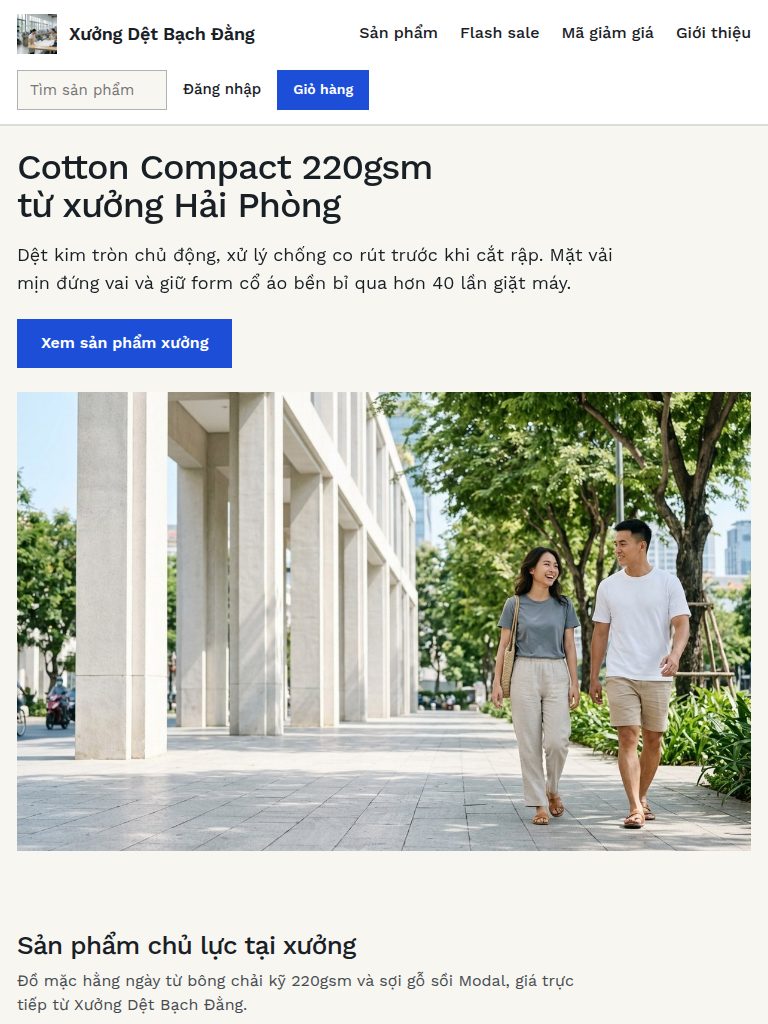 Xưởng Dệt Bạch Đằng
Sản phẩm
Flash sale
Mã giảm giá
Giới thiệu
Tìm sản phẩm
Đăng nhập
Giỏ hàng
Cotton Compact 220gsm
từ xưởng Hải Phòng
Dệt kim tròn chủ động, xử lý chống co rút trước khi cắt rập. Mặt vải
mịn đứng vai và giữ form cổ áo bền bỉ qua hơn 40 lần giặt máy.
Xem sản phẩm xưởng
Sản phẩm chủ lực tại xưởng
Đồ mặc hằng ngày từ bông chải kỹ 220gsm và sợi gỗ sồi Modal, giá trực
tiếp từ Xưởng Dệt Bạch Đằng.